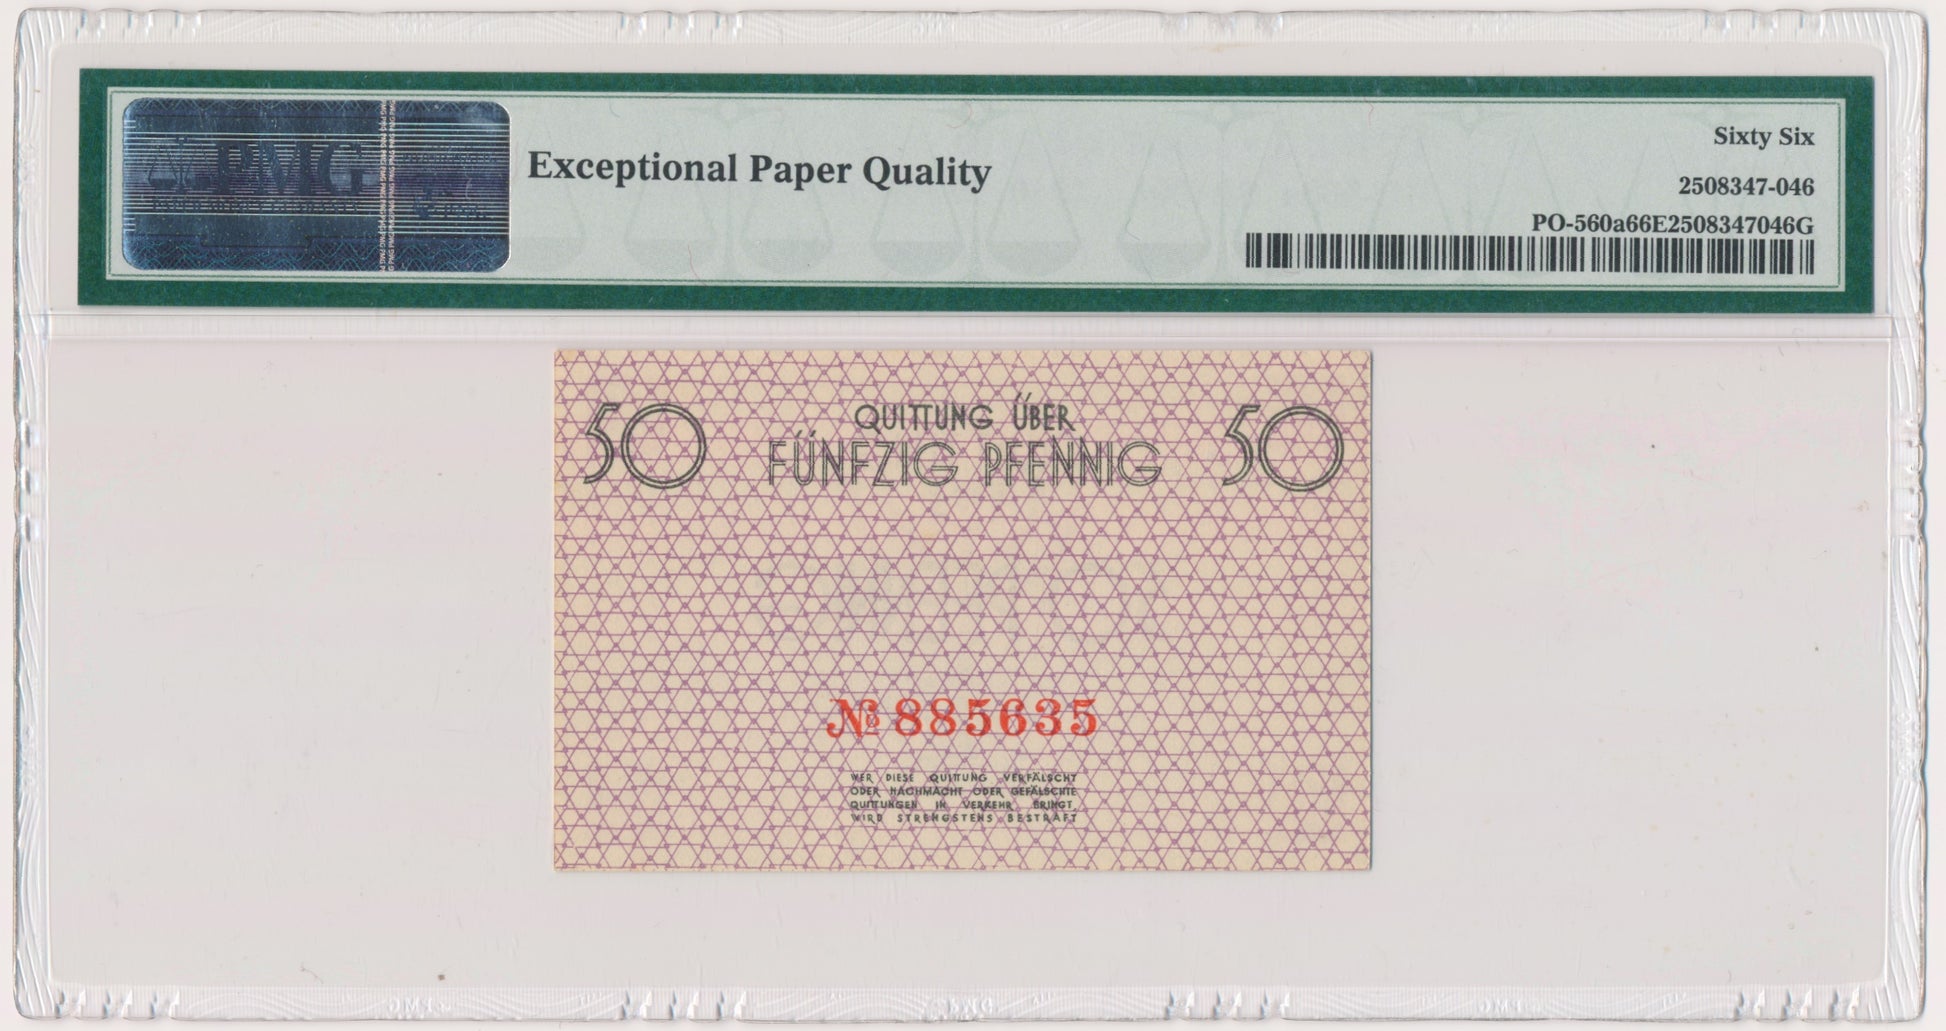 PMG
Exceptional Paper Quality
Sixty Six
2508347-046
PO-560a66E2508347046G
50
QUITTUNG ÜBER
FÜNFZIG PFENNIG
50
№ 885635
WER DIESE QUITTUNG VERFÄLSCHT
ODER NACHMACHT ODER GEFÄLSCHTE
QUITTUNGEN IN VERKEHR BRINGT,
WIRD STRENGSTENS BESTRAFT